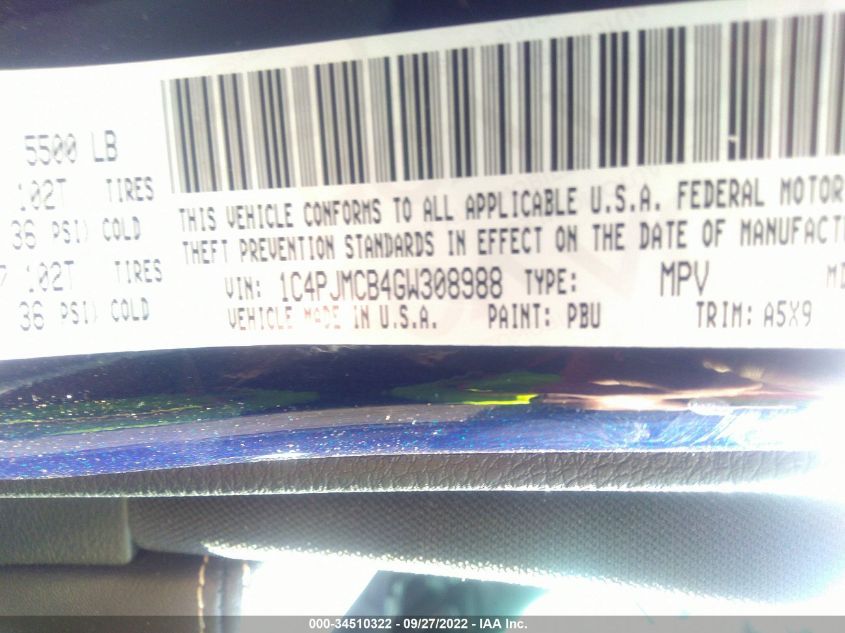 5500 LB
102T TIRES
36 PSI) COLD
7 102T TIRES
36 PSI) COLD
THIS VEHICLE CONFORMS TO ALL APPLICABLE U.S.A. FEDERAL MOTOR
THEFT PREVENTION STANDARDS IN EFFECT ON THE DATE OF MANUFACT
VIN: 1C4PJMCB4GW308988 TYPE: MPV MD
VEHICLE MADE IN U.S.A. PAINT: PBU TRIM: A5X9
000-34510322 - 09/27/2022 - IAA Inc.